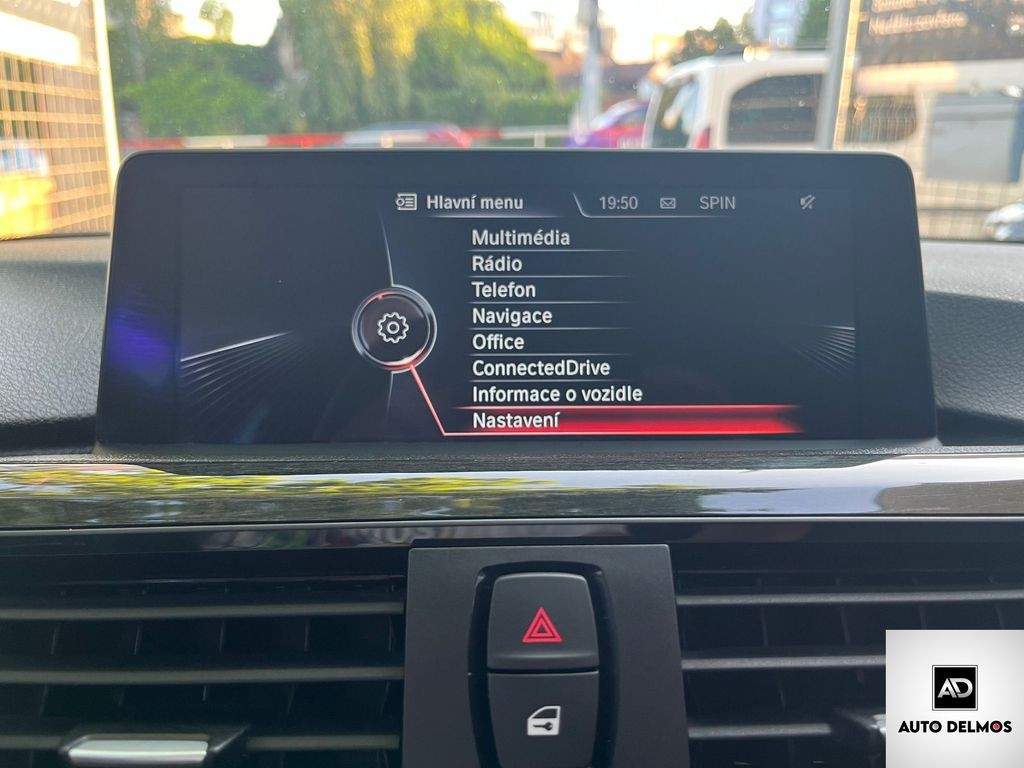 Hlavní menu 19:50 SPIN
Multimédia
Rádio
Telefon
Navigace
Office
ConnectedDrive
Informace o vozidle
Nastavení
AD
AUTO DELMOS